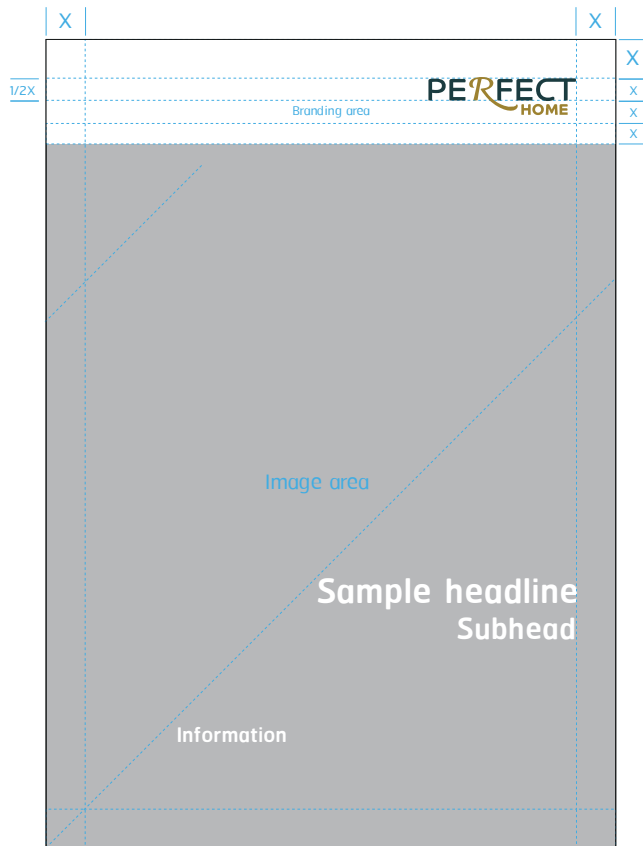 X X
X
1/2X
PERFECT
HOME
x
Branding area
x
x
Image area
Sample headline
Subhead
Information